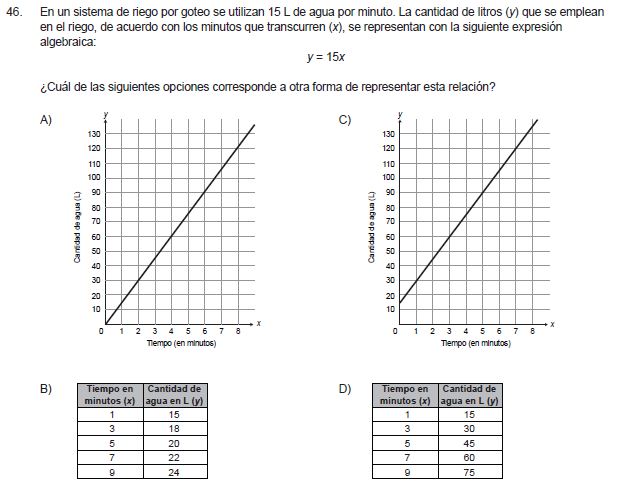 46. En un sistema de riego por goteo se utilizan 15 L de agua por minuto. La cantidad de litros (y) que se emplean
en el riego, de acuerdo con los minutos que transcurren (x), se representan con la siguiente expresión
algebraica:
y = 15x
¿Cuál de las siguientes opciones corresponde a otra forma de representar esta relación?
A)
y
130
120
110
100
90
80
70
60
50
40
30
20
10
0 1 2 3 4 5 6 7 8 x
Cantidad de agua (L)
Tiempo (en minutos)
C)
y
130
120
110
100
90
80
70
60
50
40
30
20
10
0 1 2 3 4 5 6 7 8 x
Cantidad de agua (L)
Tiempo (en minutos)
B)
Tiempo en minutos (x) Cantidad de agua en L (y)
1 15
3 18
5 20
7 22
9 24
D)
Tiempo en minutos (x) Cantidad de agua en L (y)
1 15
3 30
5 45
7 60
9 75